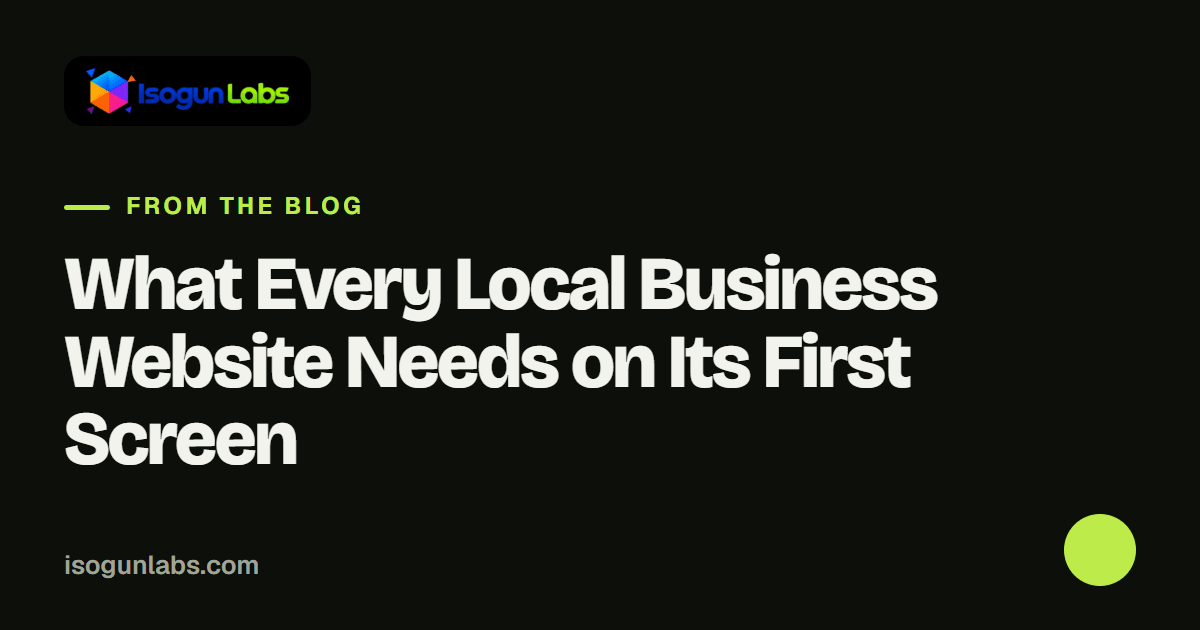 Isogun Labs
FROM THE BLOG
What Every Local Business
Website Needs on Its First
Screen
isogunlabs.com